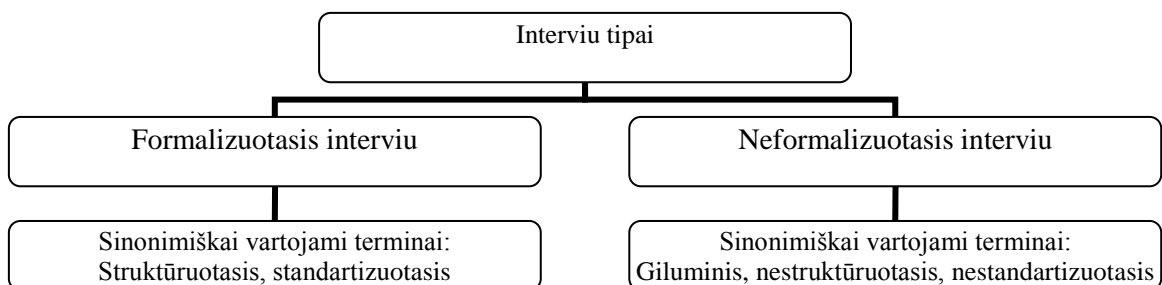 Interviu tipai
Formalizuotasis interviu
Neformalizuotasis interviu
Sinonimiškai vartojami terminai:
Struktūruotasis, standartizuotasis
Sinonimiškai vartojami terminai:
Giluminis, nestruktūruotasis, nestandartizuotasis